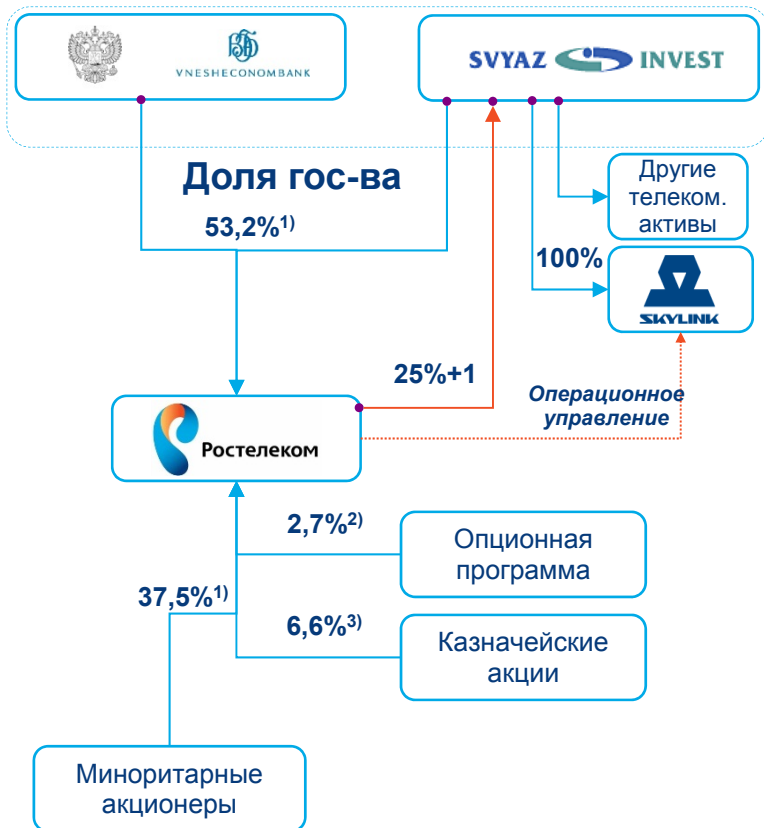 VNESHECONOMBANK
SVYAZ INVEST
Доля гос-ва
53,2%1)
Другие
телеком.
активы
100%
SKYLINK
25%+1
Операционное
управление
Ростелеком
2,7%2)
Опционная
программа
37,5%1)
6,6%3)
Казначейские
акции
Миноритарные
акционеры